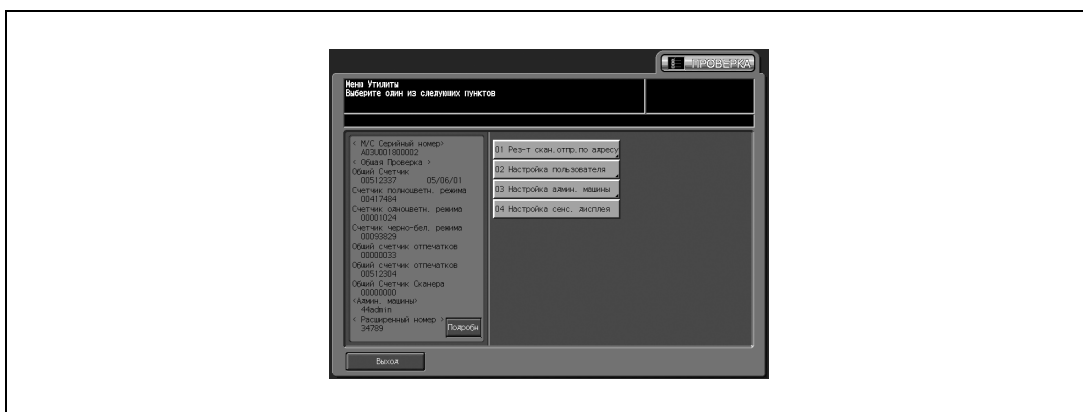 ПРОВЕРКА
Меню Утилиты
Выберите один из следующих пунктов
< М/С Серийный номер>
A03U001800002
< Общая Проверка >
Общий Счетчик
00512337 05/06/01
Счетчик полноцветн. режима
00417484
Счетчик одноцветн. режима
00001024
Счетчик черно-бел. режима
00093829
Общий счетчик отпечатков
00000033
Общий счетчик отпечатков
00512304
Общий Счетчик Сканера
00000000
<Админ. машины>
44admin
< Расширенный номер >
34789
Подробн
01 Рез-т скан.отпр.по адресу
02 Настройка пользователя
03 Настройка админ. машины
04 Настройка сенс. дисплея
Выход